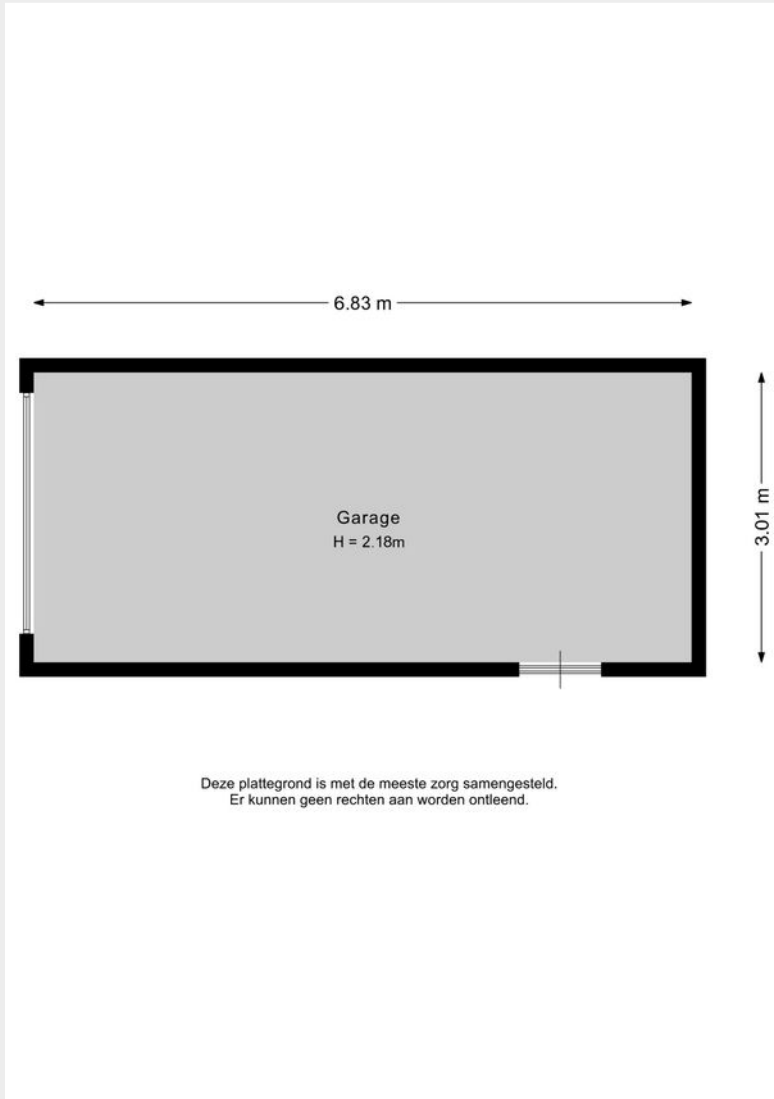 6.83 m
Garage
H = 2.18m
3.01 m
Deze plattegrond is met de meeste zorg samengesteld.
Er kunnen geen rechten aan worden ontleend.